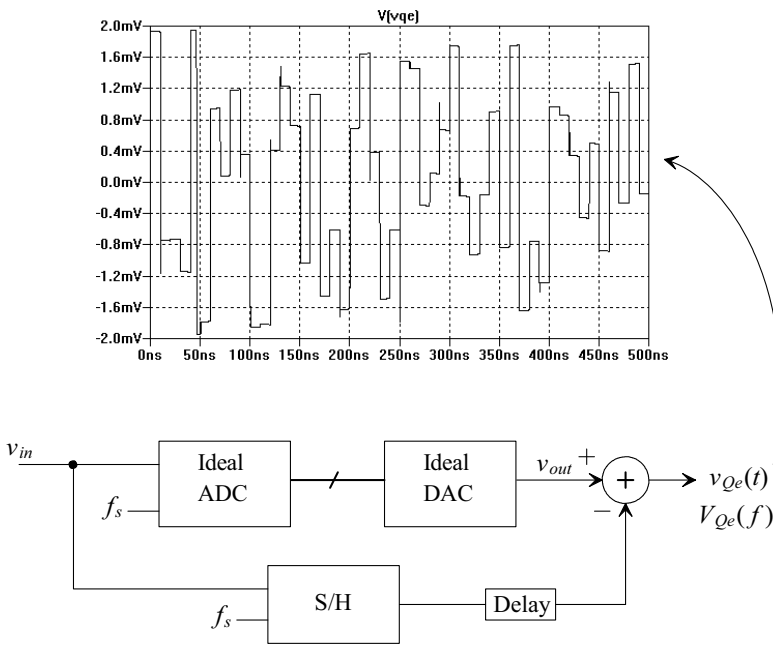 V(vqe)
2.0mV
1.6mV
1.2mV
0.8mV
0.4mV
0.0mV
-0.4mV
-0.8mV
-1.2mV
-1.6mV
-2.0mV
0ns 50ns 100ns 150ns 200ns 250ns 300ns 350ns 400ns 450ns 500ns
v_in
Ideal
ADC
f_s
Ideal
DAC
v_out
+
+
−
v_Qe(t)
V_Qe(f)
S/H
f_s
Delay